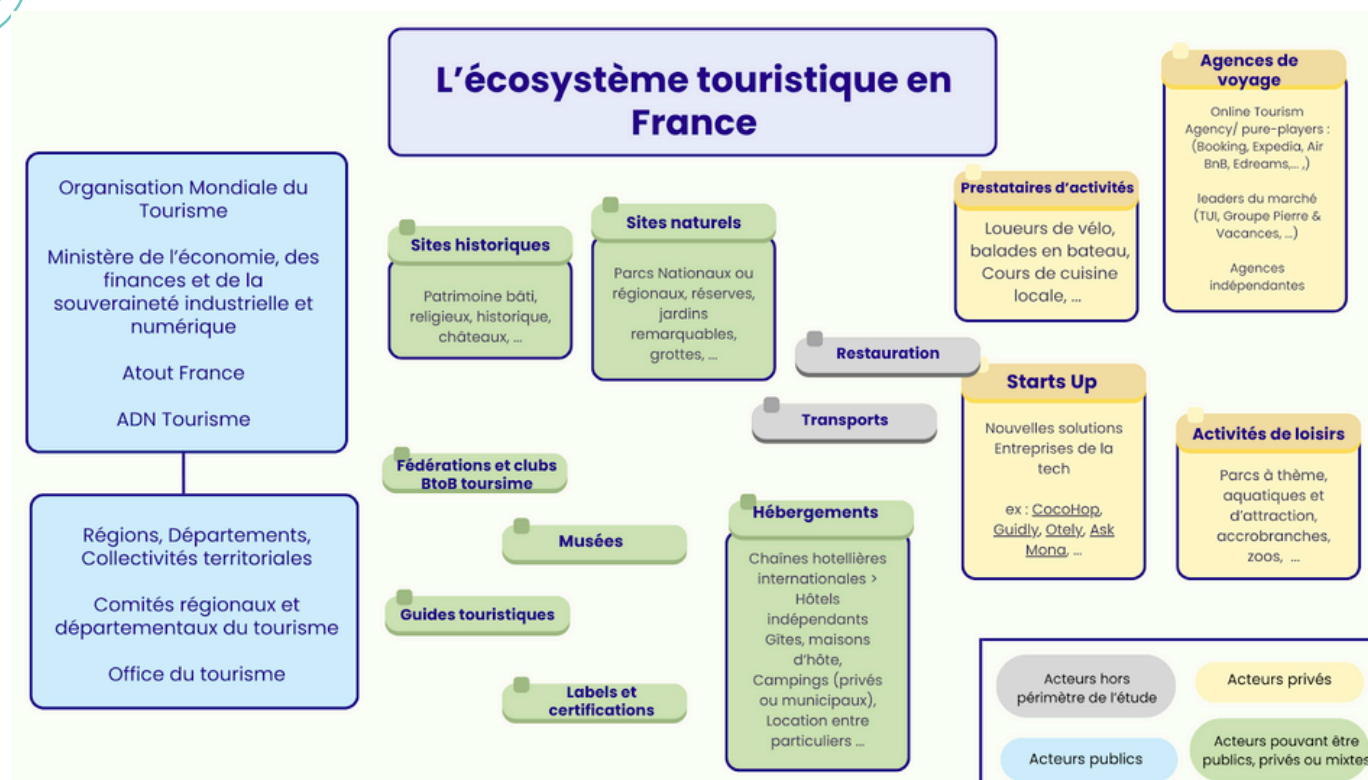 L'écosystème touristique en
France
Organisation Mondiale du
Tourisme
Ministère de l'économie, des
finances et de la
souveraineté industrielle et
numérique
Atout France
ADN Tourisme
Régions, Départements,
Collectivités territoriales
Comités régionaux et
départementaux du tourisme
Office du tourisme
Sites historiques
Patrimoine bâti,
religieux, historique,
châteaux, ...
Sites naturels
Parcs Nationaux ou
régionaux, réserves,
jardins
remarquables,
grottes, ...
Fédérations et clubs
BtoB toursime
Musées
Guides touristiques
Labels et
certifications
Restauration
Transports
Hébergements
Chaînes hotellières
internationales >
Hôtels
indépendants
Gîtes, maisons
d'hôte,
Campings (privés
ou municipaux),
Location entre
particuliers ...
Prestataires d'activités
Loueurs de vélo,
balades en bateau,
Cours de cuisine
locale, ...
Agences de
voyage
Online Tourism
Agency/ pure-players :
(Booking, Expedia, Air
BnB, Edreams,... ,)
leaders du marché
(TUI, Groupe Pierre &
Vacances, ...)
Agences
indépendantes
Starts Up
Nouvelles solutions
Entreprises de la
tech
ex : CocoHop,
Guidly, Otely, Ask
Mona, ...
Activités de loisirs
Parcs à thème,
aquatiques et
d'attraction,
accrobranches,
zoos, ...
Acteurs hors
périmètre de l'étude
Acteurs privés
Acteurs publics
Acteurs pouvant être
publics, privés ou mixtes